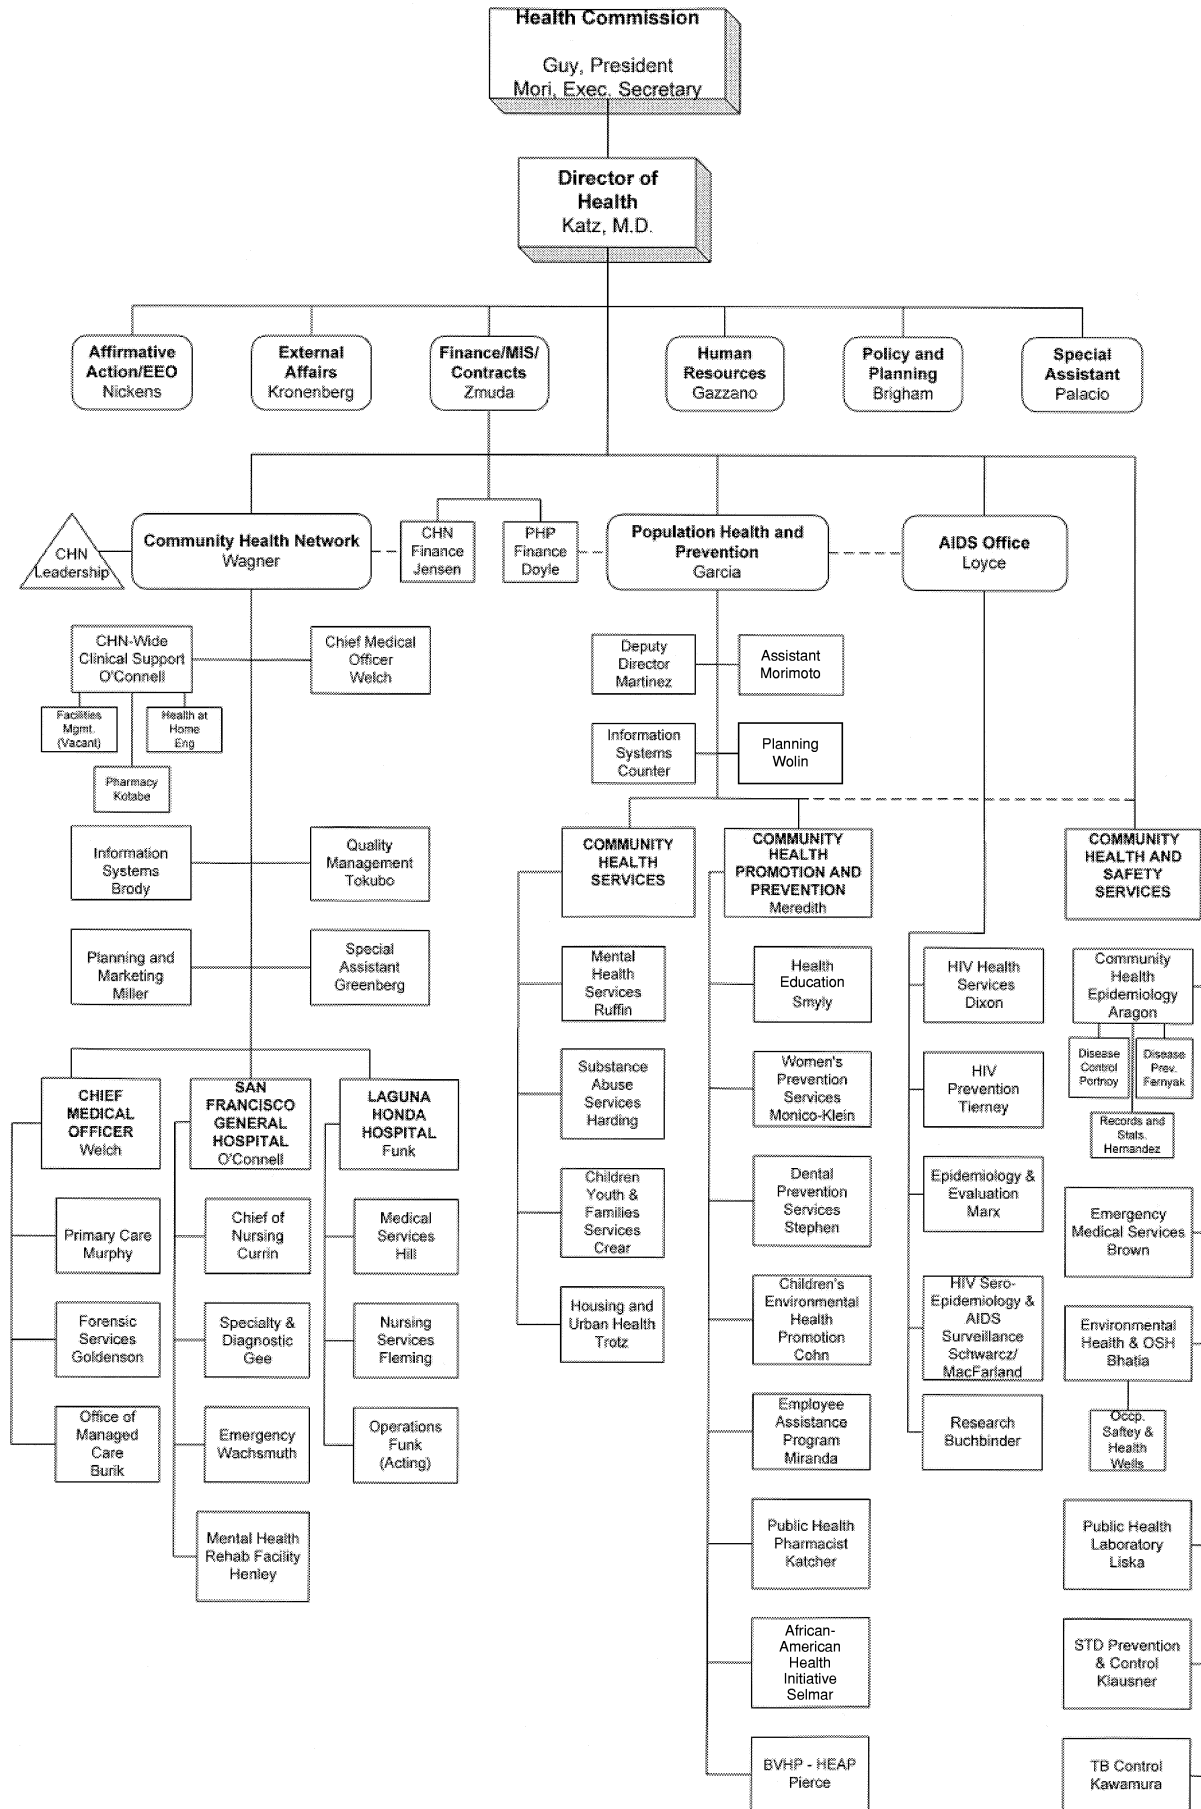 Health Commission
Guy, President
Mori, Exec. Secretary
Director of
Health
Katz, M.D.
Affirmative
Action/EEO
Nickens
External
Affairs
Kronenberg
Finance/MIS/
Contracts
Zmuda
Human
Resources
Gazzano
Policy and
Planning
Brigham
Special
Assistant
Palacio
CHN
Leadership
Community Health Network
Wagner
CHN
Finance
Jensen
PHP
Finance
Doyle
Population Health and
Prevention
Garcia
AIDS Office
Loyce
CHN-Wide
Clinical Support
O'Connell
Chief Medical
Officer
Welch
Facilities
Mgmt.
(Vacant)
Health at
Home
Eng
Pharmacy
Kotabe
Deputy
Director
Martinez
Assistant
Morimoto
Information
Systems
Counter
Planning
Wolin
Information
Systems
Brody
Quality
Management
Tokubo
Planning and
Marketing
Miller
Special
Assistant
Greenberg
COMMUNITY
HEALTH
SERVICES
COMMUNITY
HEALTH
PROMOTION AND
PREVENTION
Meredith
COMMUNITY
HEALTH AND
SAFETY
SERVICES
CHIEF
MEDICAL
OFFICER
Welch
SAN
FRANCISCO
GENERAL
HOSPITAL
O'Connell
LAGUNA
HONDA
HOSPITAL
Funk
Primary Care
Murphy
Forensic
Services
Goldenson
Office of
Managed
Care
Burik
Chief of
Nursing
Currin
Specialty &
Diagnostic
Gee
Emergency
Wachsmuth
Mental Health
Rehab Facility
Henley
Medical
Services
Hill
Nursing
Services
Fleming
Operations
Funk
(Acting)
Mental
Health
Services
Ruffin
Substance
Abuse
Services
Harding
Children
Youth &
Families
Services
Crear
Housing and
Urban Health
Trotz
Health
Education
Smyly
Women's
Prevention
Services
Monico-Klein
Dental
Prevention
Services
Stephen
Children's
Environmental
Health
Promotion
Cohn
Employee
Assistance
Program
Miranda
Public Health
Pharmacist
Katcher
African-
American
Health
Initiative
Selmar
BVHP - HEAP
Pierce
HIV Health
Services
Dixon
HIV
Prevention
Tierney
Epidemiology &
Evaluation
Marx
HIV Sero-
Epidemiology &
AIDS
Surveillance
Schwarcz/
MacFarland
Research
Buchbinder
Community
Health
Epidemiology
Aragon
Disease
Control
Portnoy
Disease
Prev.
Fernyak
Records and
Stats.
Hernandez
Emergency
Medical Services
Brown
Environmental
Health & OSH
Bhatia
Occp.
Saftey &
Health
Wells
Public Health
Laboratory
Liska
STD Prevention
& Control
Klausner
TB Control
Kawamura